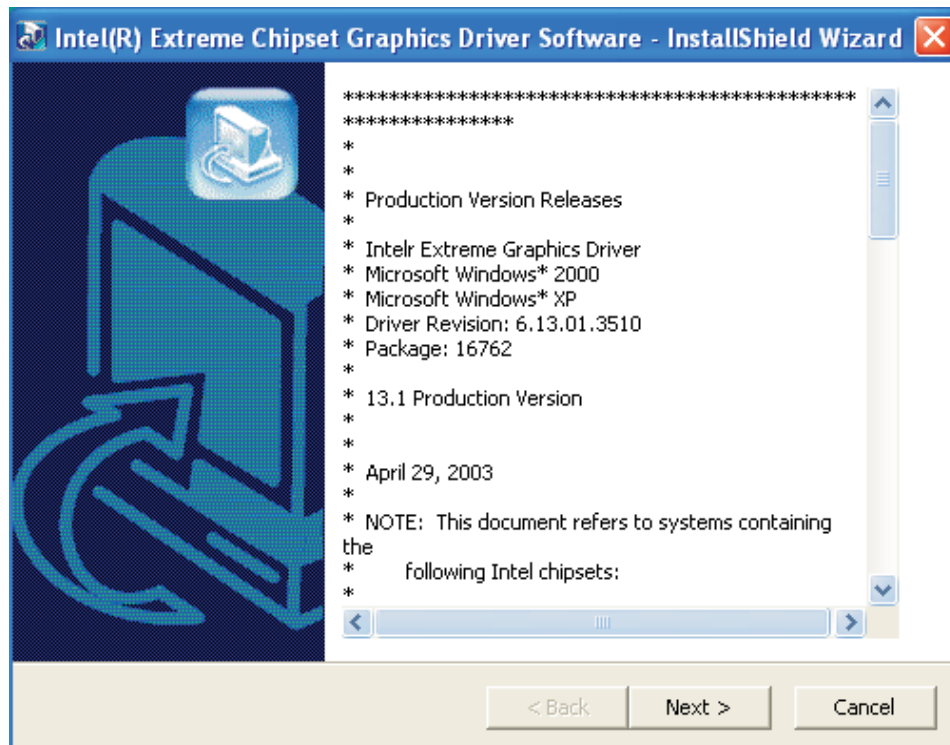 Intel(R) Extreme Chipset Graphics Driver Software - InstallShield Wizard
*********************************************
***************
*
*
* Production Version Releases
*
* Intelr Extreme Graphics Driver
* Microsoft Windows* 2000
* Microsoft Windows* XP
* Driver Revision: 6.13.01.3510
* Package: 16762
*
* 13.1 Production Version
*
*
* April 29, 2003
*
* NOTE: This document refers to systems containing
the
* following Intel chipsets:
*
< Back
Next >
Cancel